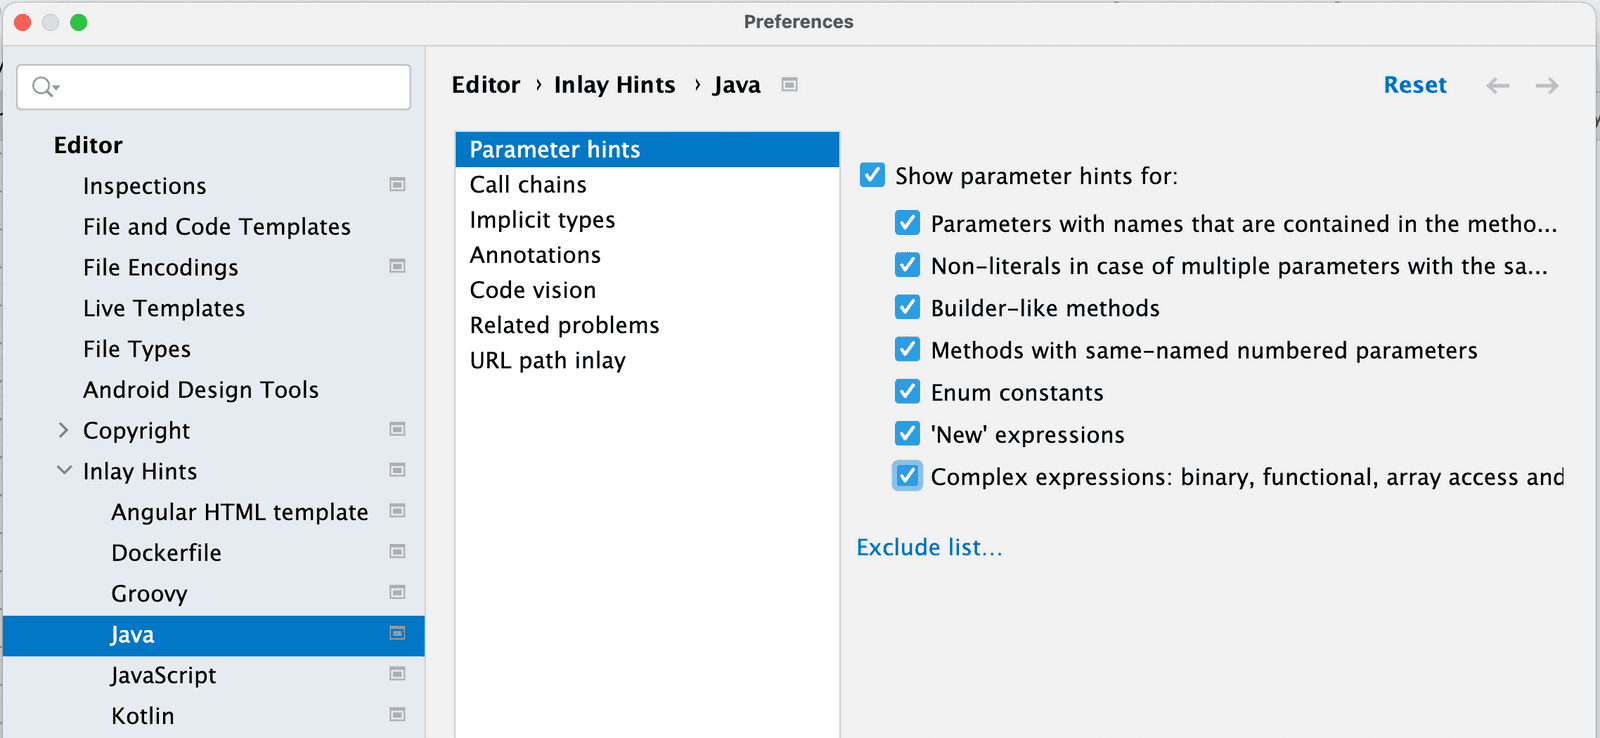 Preferences
Editor › Inlay Hints › Java
Reset
Editor
Inspections
File and Code Templates
File Encodings
Live Templates
File Types
Android Design Tools
Copyright
Inlay Hints
Angular HTML template
Dockerfile
Groovy
Java
JavaScript
Kotlin
Parameter hints
Call chains
Implicit types
Annotations
Code vision
Related problems
URL path inlay
Show parameter hints for:
Parameters with names that are contained in the metho...
Non-literals in case of multiple parameters with the sa...
Builder-like methods
Methods with same-named numbered parameters
Enum constants
'New' expressions
Complex expressions: binary, functional, array access and
Exclude list...